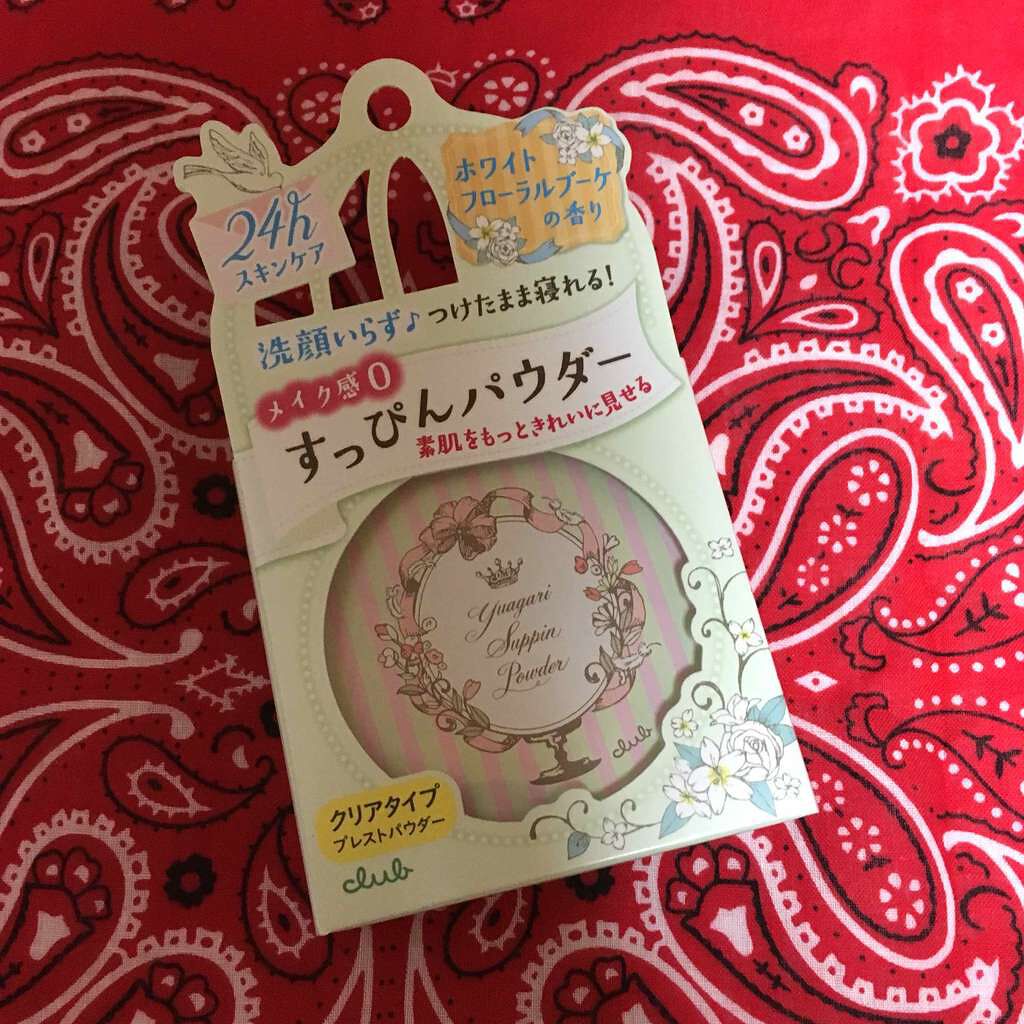 24h
スキンケア
ホワイト
フローラルブーケ
の香り
洗顔いらず♪つけたまま寝れる!
メイク感0
すっぴんパウダー
素肌をもっときれいに見せる
Yuagari
Suppin
Powder
club
クリアタイプ
プレストパウダー
club